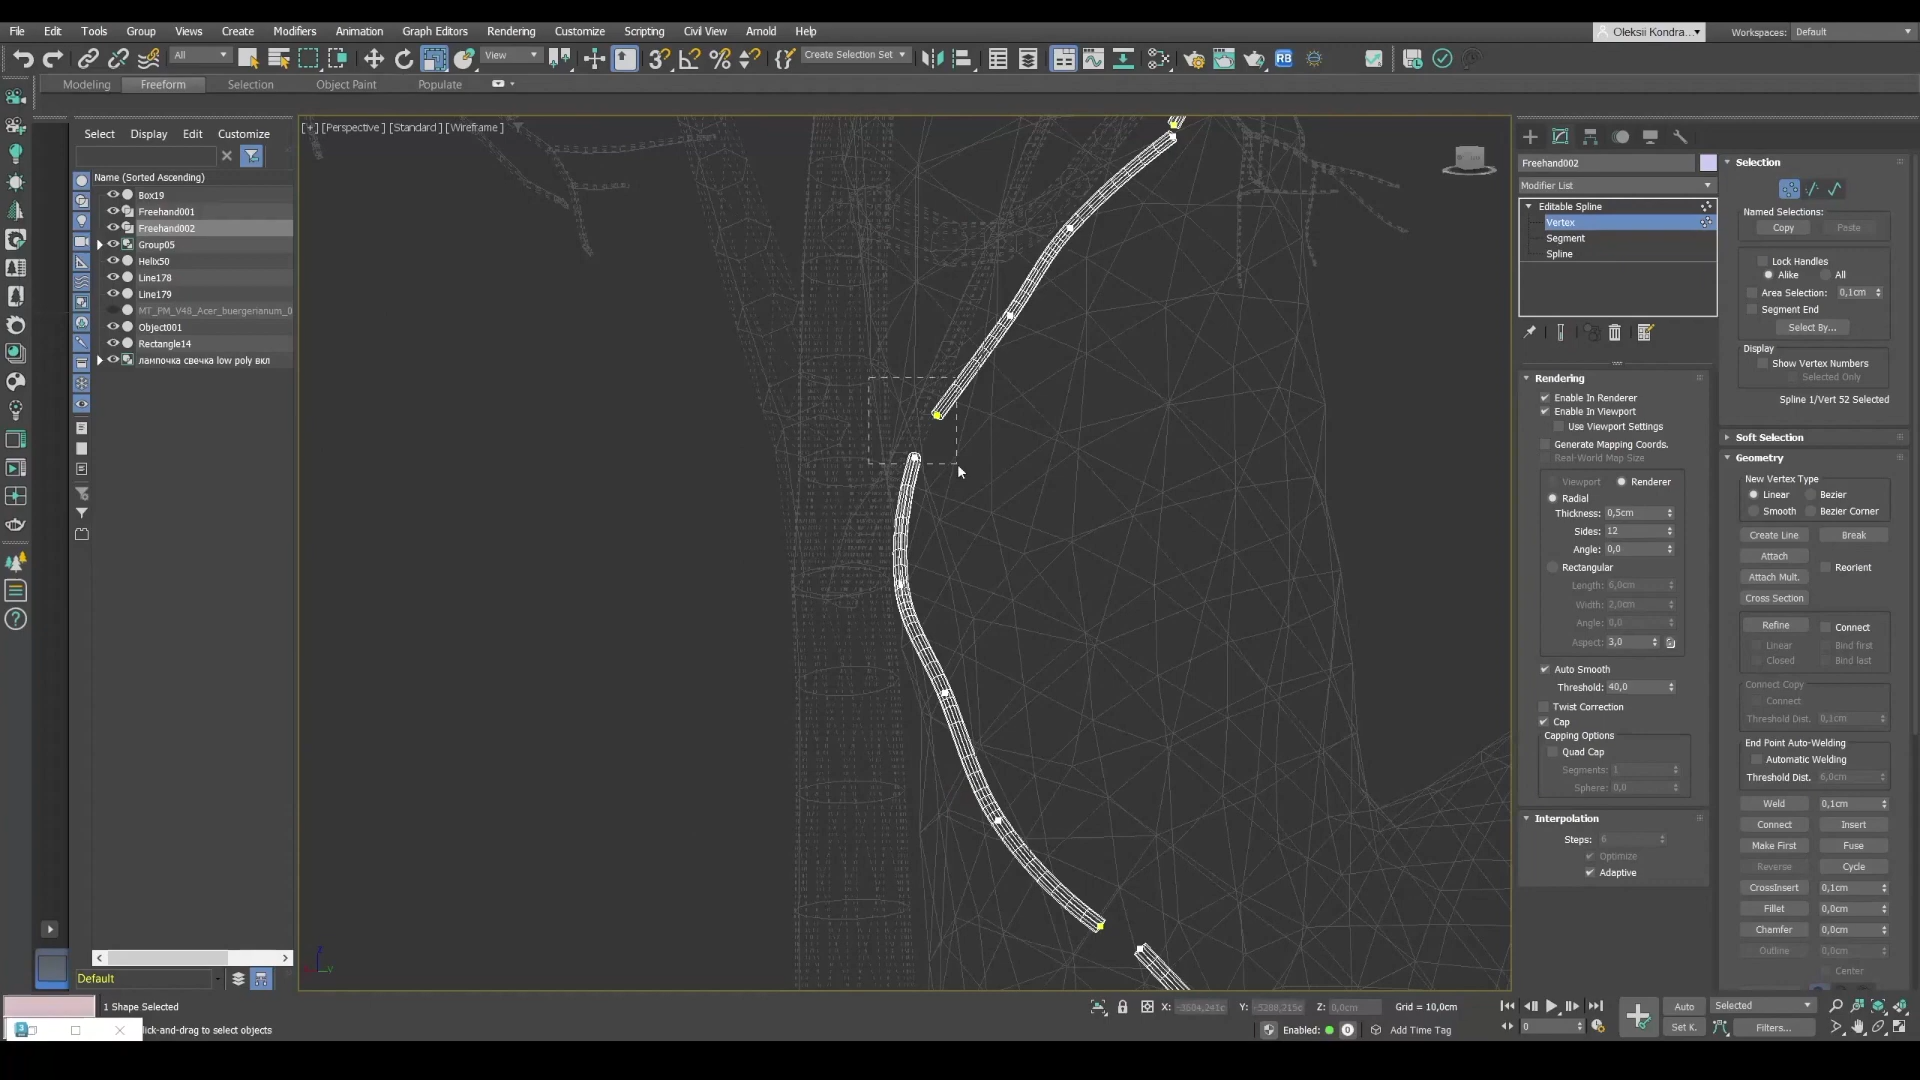 File Edit Tools Group Views Create Modifiers Animation Graph Editors Rendering Customize Scripting Civil View Arnold Help
Oleksii Kondra... Workspaces: Default
All View Create Selection Set RB
Modeling Freeform Selection Object Paint Populate
Select Display Edit Customize
[+] [Perspective] [Standard] [Wireframe]
Name (Sorted Ascending)
Box19
Freehand001
Freehand002
Group05
Helix50
Line178
Line179
MT_PM_V48_Acer_buergerianum_0
Object001
Rectangle14
лампочка свечка low poly вкл
Default
Freehand002
Modifier List
Editable Spline
Vertex
Segment
Spline
Rendering
Enable In Renderer
Enable In Viewport
Use Viewport Settings
Generate Mapping Coords.
Real-World Map Size
Viewport Renderer
Radial
Thickness: 0,5cm
Sides: 12
Angle: 0,0
Rectangular
Length: 6,0cm
Width: 2,0cm
Angle: 0,0
Aspect: 3,0
Auto Smooth
Threshold: 40,0
Twist Correction
Cap
Capping Options
Quad Cap
Segments: 1
Sphere: 0,0
Interpolation
Steps: 6
Optimize
Adaptive
Selection
Named Selections:
Copy Paste
Lock Handles
Alike All
Area Selection: 0,1cm
Segment End
Select By...
Display
Show Vertex Numbers
Selected Only
Spline 1/Vert 52 Selected
Soft Selection
Geometry
New Vertex Type
Linear Bezier
Smooth Bezier Corner
Create Line Break
Attach
Reorient
Attach Mult.
Cross Section
Refine Connect
Linear Bind first
Closed Bind last
Connect Copy
Connect
Threshold Dist. 0,1cm
End Point Auto-Welding
Automatic Welding
Threshold Dist. 6,0cm
Weld 0,1cm
Connect Insert
Make First Fuse
Reverse Cycle
CrossInsert 0,1cm
Fillet 0,0cm
Chamfer 0,0cm
Outline 0,0cm
Center
1 Shape Selected
lick-and-drag to select objects
X: -3504,241c Y: -5288,215c Z: 0,0cm Grid = 10,0cm
Enabled: 0 Add Time Tag
0
Auto Selected
Set K. Filters...